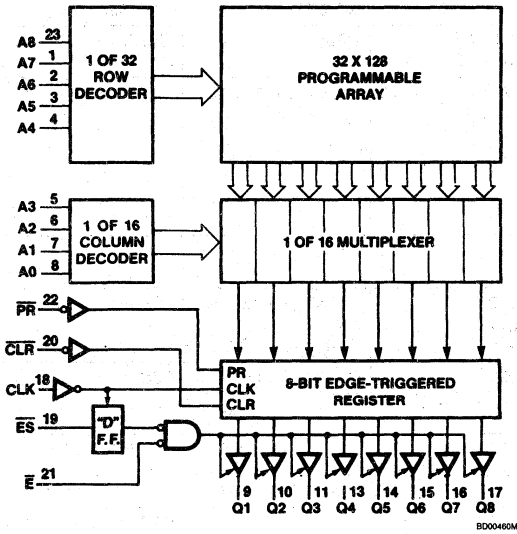 A8 23
A7 1
A6 2
A5 3
A4 4
1 OF 32
ROW
DECODER
32 X 128
PROGRAMMABLE
ARRAY
A3 5
A2 6
A1 7
A0 8
1 OF 16
COLUMN
DECODER
1 OF 16 MULTIPLEXER
PR 22
CLR 20
CLK 18
ES 19
E 21
"D"
F.F.
PR
CLK
CLR
8-BIT EDGE-TRIGGERED
REGISTER
9 10 11 13 14 15 16 17
Q1 Q2 Q3 Q4 Q5 Q6 Q7 Q8
BD00460M